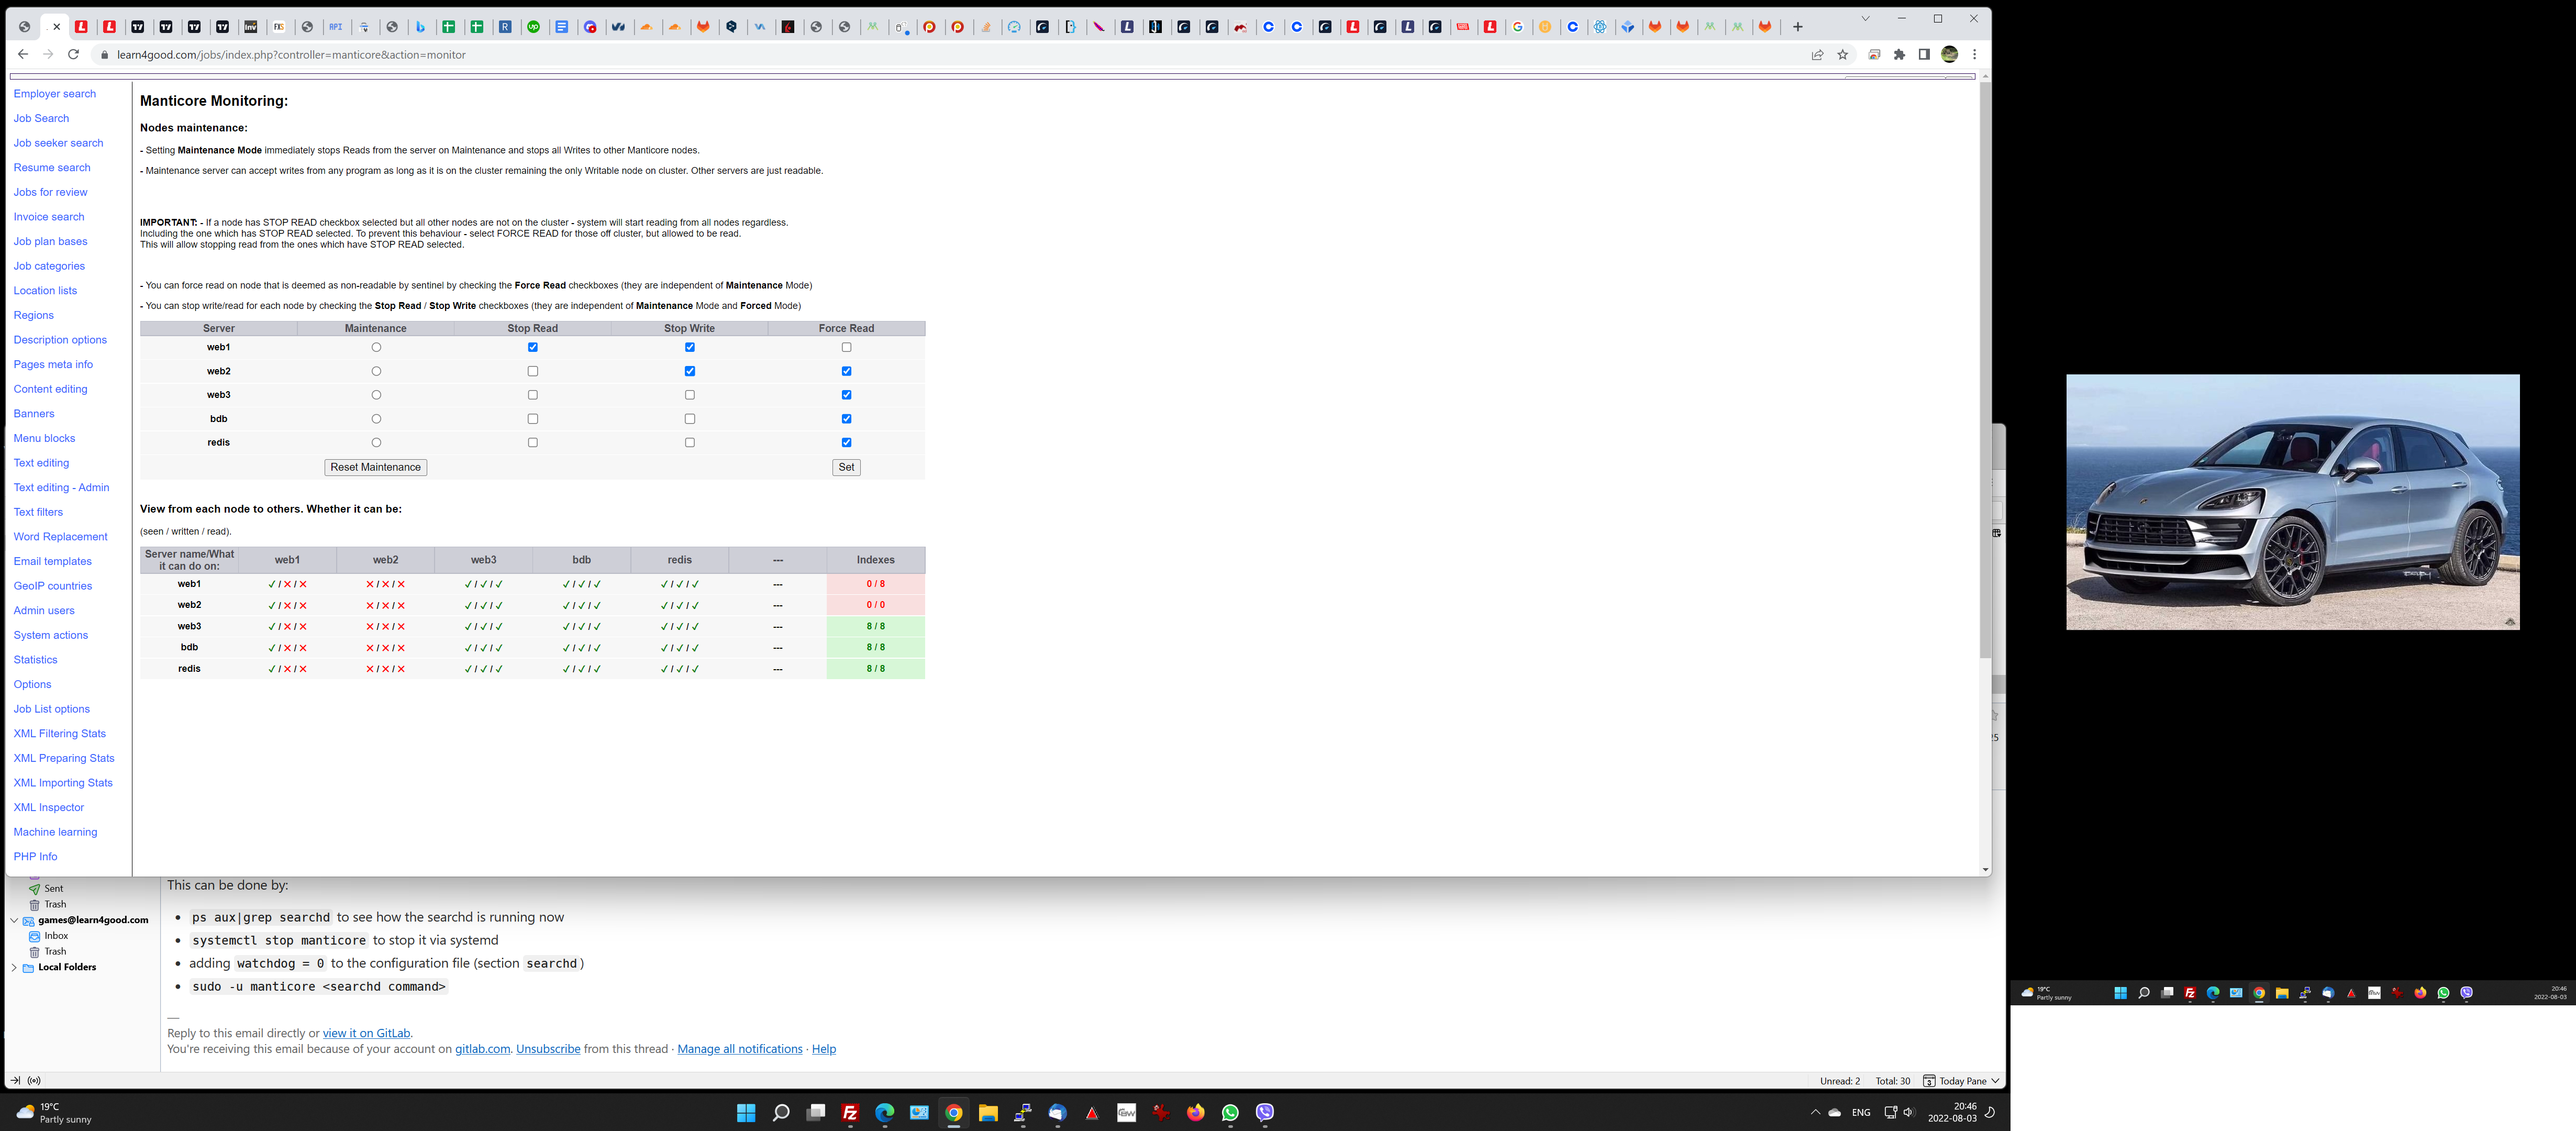 learn4good.com/jobs/index.php?controller=manticore&action=monitor
Employer search
Job Search
Job seeker search
Resume search
Jobs for review
Invoice search
Job plan bases
Job categories
Location lists
Regions
Description options
Pages meta info
Content editing
Banners
Menu blocks
Text editing
Text editing - Admin
Text filters
Word Replacement
Email templates
GeoIP countries
Admin users
System actions
Statistics
Options
Job List options
XML Filtering Stats
XML Preparing Stats
XML Importing Stats
XML Inspector
Machine learning
PHP Info
Manticore Monitoring:
Nodes maintenance:
- Setting Maintenance Mode immediately stops Reads from the server on Maintenance and stops all Writes to other Manticore nodes.
- Maintenance server can accept writes from any program as long as it is on the cluster remaining the only Writable node on cluster. Other servers are just readable.
IMPORTANT: - If a node has STOP READ checkbox selected but all other nodes are not on the cluster - system will start reading from all nodes regardless.
Including the one which has STOP READ selected. To prevent this behaviour - select FORCE READ for those off cluster, but allowed to be read.
This will allow stopping read from the ones which have STOP READ selected.
- You can force read on node that is deemed as non-readable by sentinel by checking the Force Read checkboxes (they are independent of Maintenance Mode)
- You can stop write/read for each node by checking the Stop Read / Stop Write checkboxes (they are independent of Maintenance Mode and Forced Mode)
Server Maintenance Stop Read Stop Write Force Read
web1
web2
web3
bdb
redis
Reset Maintenance Set
View from each node to others. Whether it can be:
(seen / written / read).
Server name/What it can do on: web1 web2 web3 bdb redis --- Indexes
web1 ✓/✕/✕ ✕/✕/✕ ✓/✓/✓ ✓/✓/✓ ✓/✓/✓ --- 0 / 8
web2 ✓/✕/✕ ✕/✕/✕ ✓/✓/✓ ✓/✓/✓ ✓/✓/✓ --- 0 / 0
web3 ✓/✕/✕ ✕/✕/✕ ✓/✓/✓ ✓/✓/✓ ✓/✓/✓ --- 8 / 8
bdb ✓/✕/✕ ✕/✕/✕ ✓/✓/✓ ✓/✓/✓ ✓/✓/✓ --- 8 / 8
redis ✓/✕/✕ ✕/✕/✕ ✓/✓/✓ ✓/✓/✓ ✓/✓/✓ --- 8 / 8
Sent
Trash
games@learn4good.com
Inbox
Trash
Local Folders
This can be done by:
• ps aux|grep searchd to see how the searchd is running now
• systemctl stop manticore to stop it via systemd
• adding watchdog = 0 to the configuration file (section searchd)
• sudo -u manticore <searchd command>
—
Reply to this email directly or view it on GitLab.
You're receiving this email because of your account on gitlab.com. Unsubscribe from this thread · Manage all notifications · Help
Unread: 2 Total: 30 Today Pane
19°C
Partly sunny
ENG
20:46
2022-08-03
19°C
Partly sunny
20:46
2022-08-03